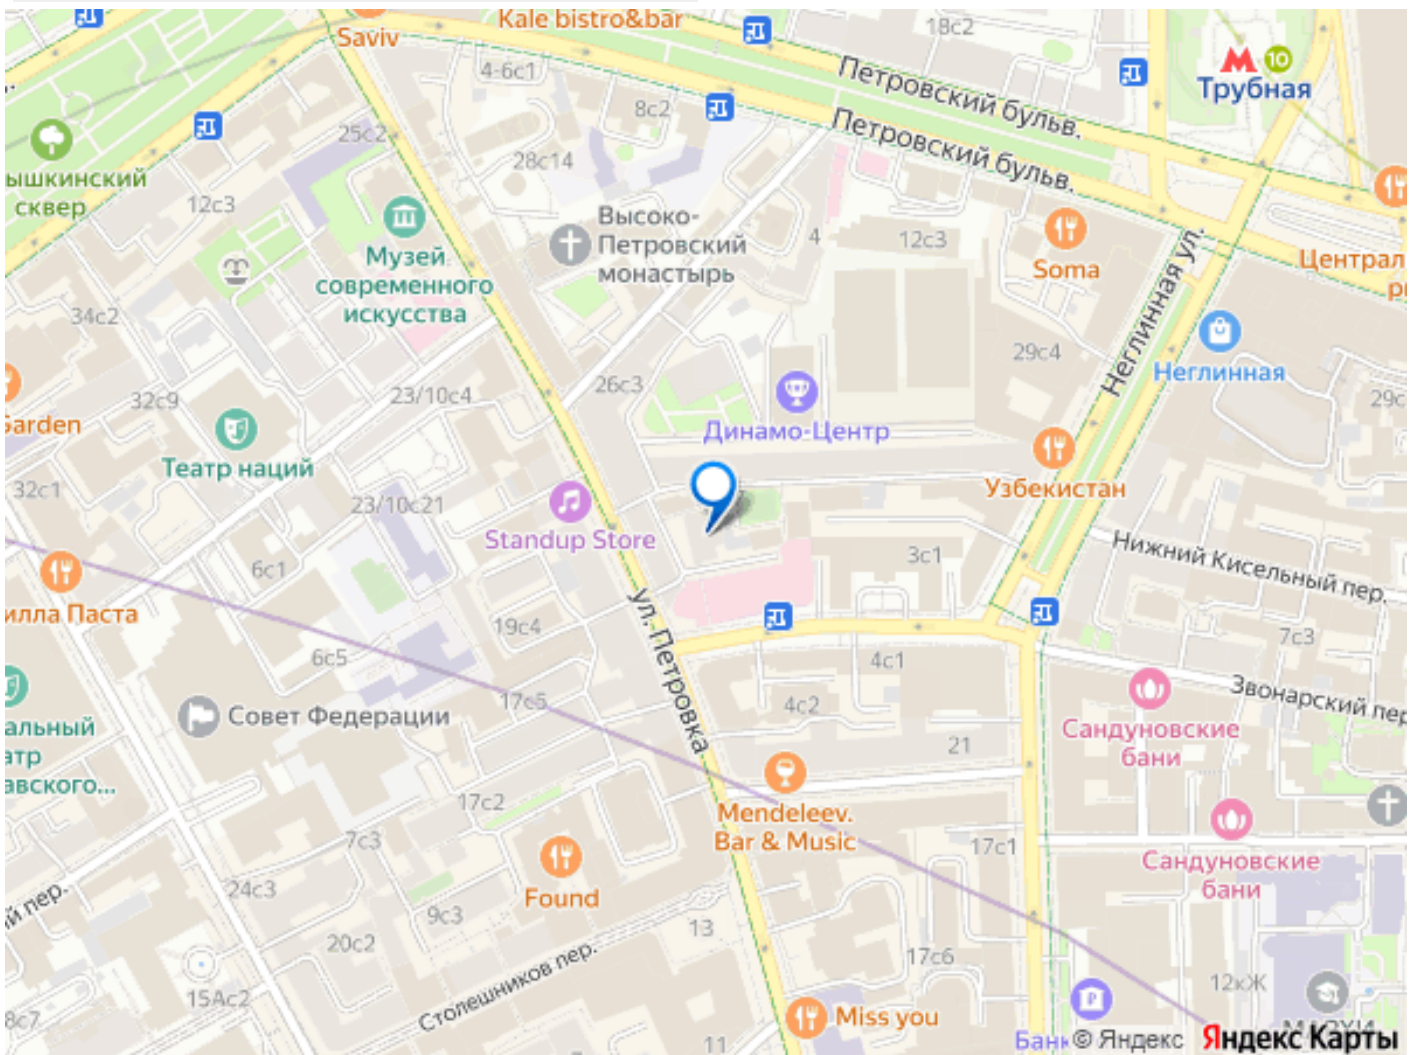 Kale bistro&bar
Saviv
18с2
4-6с1
8с2
Петровский бульв.
Петровский бульв.
10
Трубная
25с2
28с14
ышкинский
сквер
12с3
Высоко-
Петровский
монастырь
4
12с3
Soma
Централ
Музей
современного
искусства
34с2
29с4
Неглинная ул.
Неглинная
26с3
23/10с4
32с9
Garden
29с
Театр наций
Динамо-Центр
Узбекистан
32с1
23/10с21
Standup Store
3с1
Нижний Кисельный пер.
6с1
илла Паста
ул. Петровка
19с4
7с3
6с5
4с1
Звонарский пер
17с5
4с2
Совет Федерации
Сандуновские
бани
альный
атр
авского...
21
17с2
Mendeleev.
Bar & Music
7с3
17с1
Сандуновские
бани
24с3
й пер.
Found
9с3
13
20с2
17с6
Столешников пер.
15Ас2
12кЖ
8с7
Miss you
11
Банк
© Яндекс
Яндекс Карты